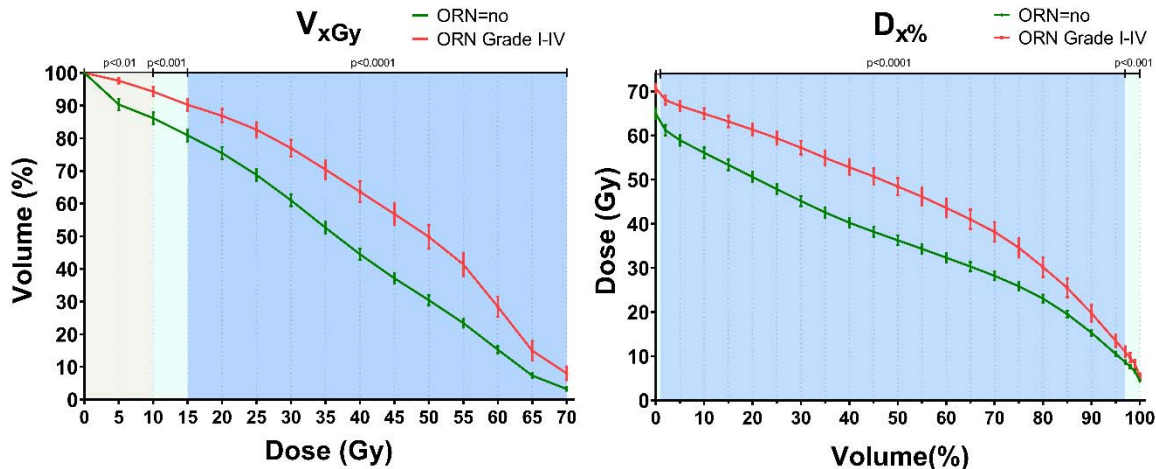 VxGy
ORN=no
ORN Grade I-IV
p<0.01
p<0.001
p<0.0001
Volume (%)
100
90
80
70
60
50
40
30
20
10
0
0 5 10 15 20 25 30 35 40 45 50 55 60 65 70
Dose (Gy)
Dx%
ORN=no
ORN Grade I-IV
p<0.0001
p<0.001
Dose (Gy)
70
60
50
40
30
20
10
0
0 10 20 30 40 50 60 70 80 90 100
Volume(%)